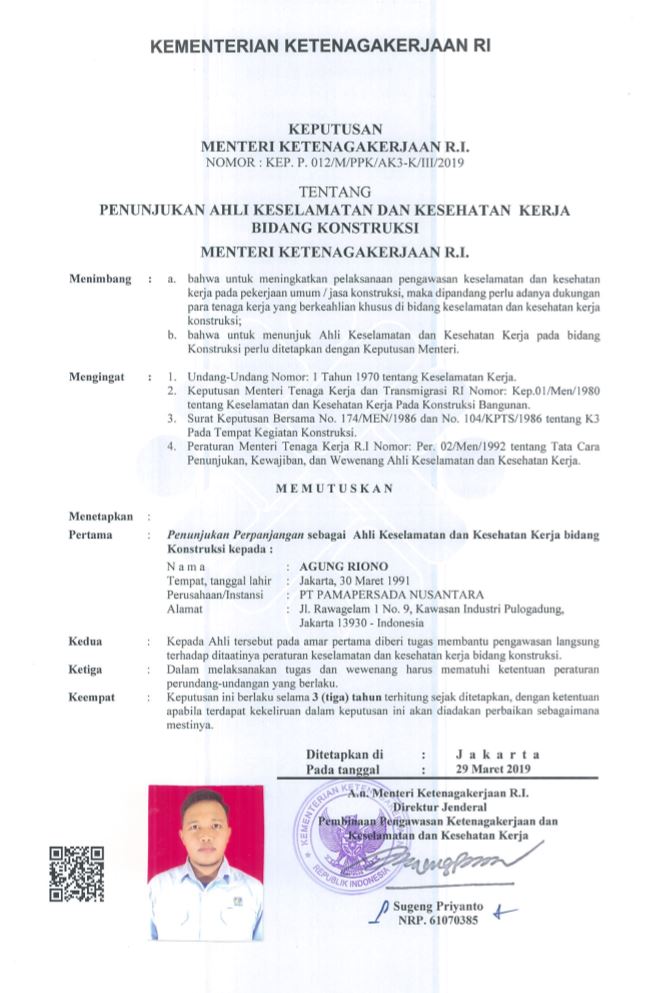 KEMENTERIAN KETENAGAKERJAAN RI
KEPUTUSAN
MENTERI KETENAGAKERJAAN R.I.
NOMOR : KEP. P. 012/M/PPK/AK3-K/III/2019
TENTANG
PENUNJUKAN AHLI KESELAMATAN DAN KESEHATAN KERJA
BIDANG KONSTRUKSI
MENTERI KETENAGAKERJAAN R.I.
Menimbang : a. bahwa untuk meningkatkan pelaksanaan pengawasan keselamatan dan kesehatan
kerja pada pekerjaan umum / jasa konstruksi, maka dipandang perlu adanya dukungan
para tenaga kerja yang berkeahlian khusus di bidang keselamatan dan kesehatan kerja
konstruksi;
b. bahwa untuk menunjuk Ahli Keselamatan dan Kesehatan Kerja pada bidang
Konstruksi perlu ditetapkan dengan Keputusan Menteri.
Mengingat : 1. Undang-Undang Nomor: 1 Tahun 1970 tentang Keselamatan Kerja.
2. Keputusan Menteri Tenaga Kerja dan Transmigrasi RI Nomor: Kep.01/Men/1980
tentang Keselamatan dan Kesehatan Kerja Pada Konstruksi Bangunan.
3. Surat Keputusan Bersama No. 174/MEN/1986 dan No. 104/KPTS/1986 tentang K3
Pada Tempat Kegiatan Konstruksi.
4. Peraturan Menteri Tenaga Kerja R.I Nomor: Per. 02/Men/1992 tentang Tata Cara
Penunjukan, Kewajiban, dan Wewenang Ahli Keselamatan dan Kesehatan Kerja.
M E M U T U S K A N
Menetapkan :
Pertama : Penunjukan Perpanjangan sebagai Ahli Keselamatan dan Kesehatan Kerja bidang
Konstruksi kepada :
N a m a : AGUNG RIONO
Tempat, tanggal lahir : Jakarta, 30 Maret 1991
Perusahaan/Instansi : PT PAMAPERSADA NUSANTARA
Alamat : Jl. Rawagelam 1 No. 9, Kawasan Industri Pulogadung,
Jakarta 13930 - Indonesia
Kedua : Kepada Ahli tersebut pada amar pertama diberi tugas membantu pengawasan langsung
terhadap ditaatinya peraturan keselamatan dan kesehatan kerja bidang konstruksi.
Ketiga : Dalam melaksanakan tugas dan wewenang harus mematuhi ketentuan peraturan
perundang-undangan yang berlaku.
Keempat : Keputusan ini berlaku selama 3 (tiga) tahun terhitung sejak ditetapkan, dengan ketentuan
apabila terdapat kekeliruan dalam keputusan ini akan diadakan perbaikan sebagaimana
mestinya.
Ditetapkan di : J a k a r t a
Pada tanggal : 29 Maret 2019
A.n. Menteri Ketenagakerjaan R.I.
Direktur Jenderal
Pembinaan Pengawasan Ketenagakerjaan dan
Keselamatan dan Kesehatan Kerja
REPUBLIK INDONESIA
Sugeng Priyanto
NRP. 61070385